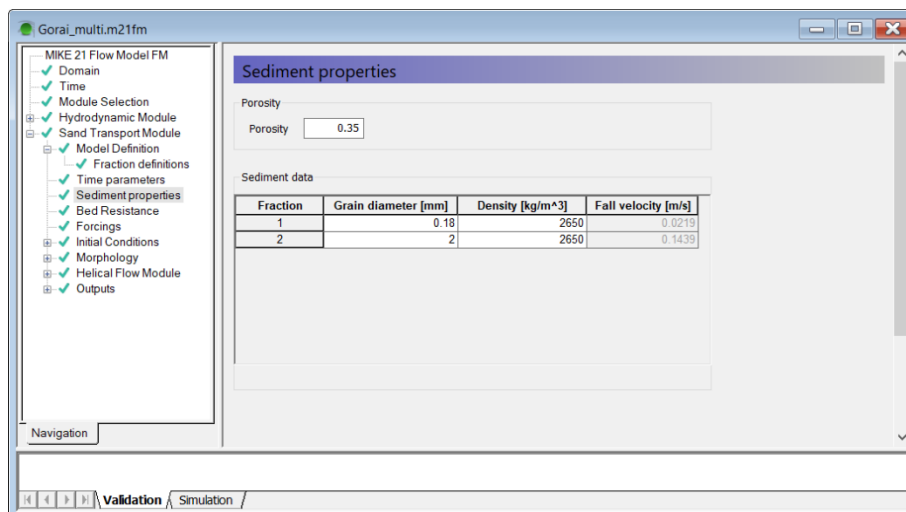 Gorai_multi.m21fm
MIKE 21 Flow Model FM
Domain
Time
Module Selection
Hydrodynamic Module
Sand Transport Module
Model Definition
Fraction definitions
Time parameters
Sediment properties
Bed Resistance
Forcings
Initial Conditions
Morphology
Helical Flow Module
Outputs
Navigation
Sediment properties
Porosity
Porosity 0.35
Sediment data
Fraction Grain diameter [mm] Density [kg/m^3] Fall velocity [m/s]
1 0.18 2650 0.0219
2 2 2650 0.1439
Validation Simulation